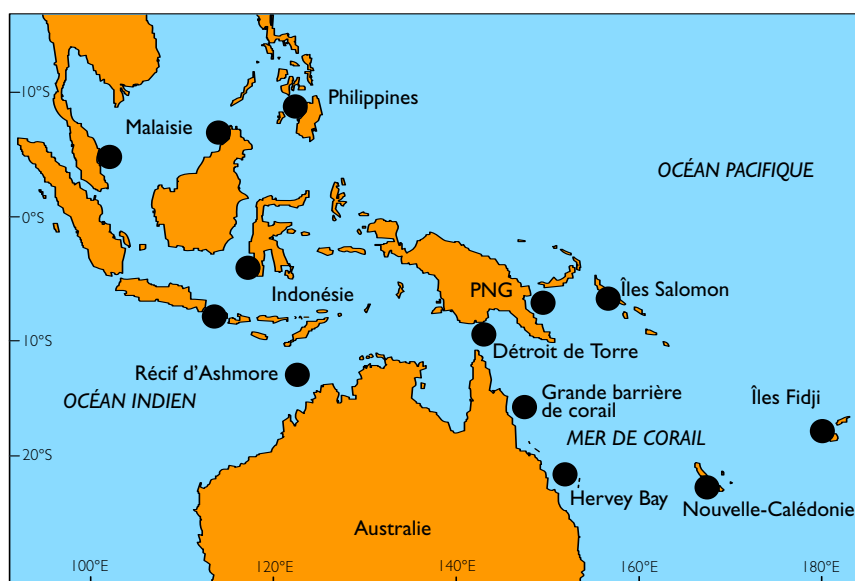 10°S
Philippines
Malaisie
OCÉAN PACIFIQUE
0°S
PNG
Îles Salomon
Indonésie
10°S
Détroit de Torre
Récif d'Ashmore
Grande barrière
de corail
Îles Fidji
OCÉAN INDIEN
MER DE CORAIL
20°S
Hervey Bay
Nouvelle-Calédonie
Australie
100°E
120°E
140°E
160°E
180°E